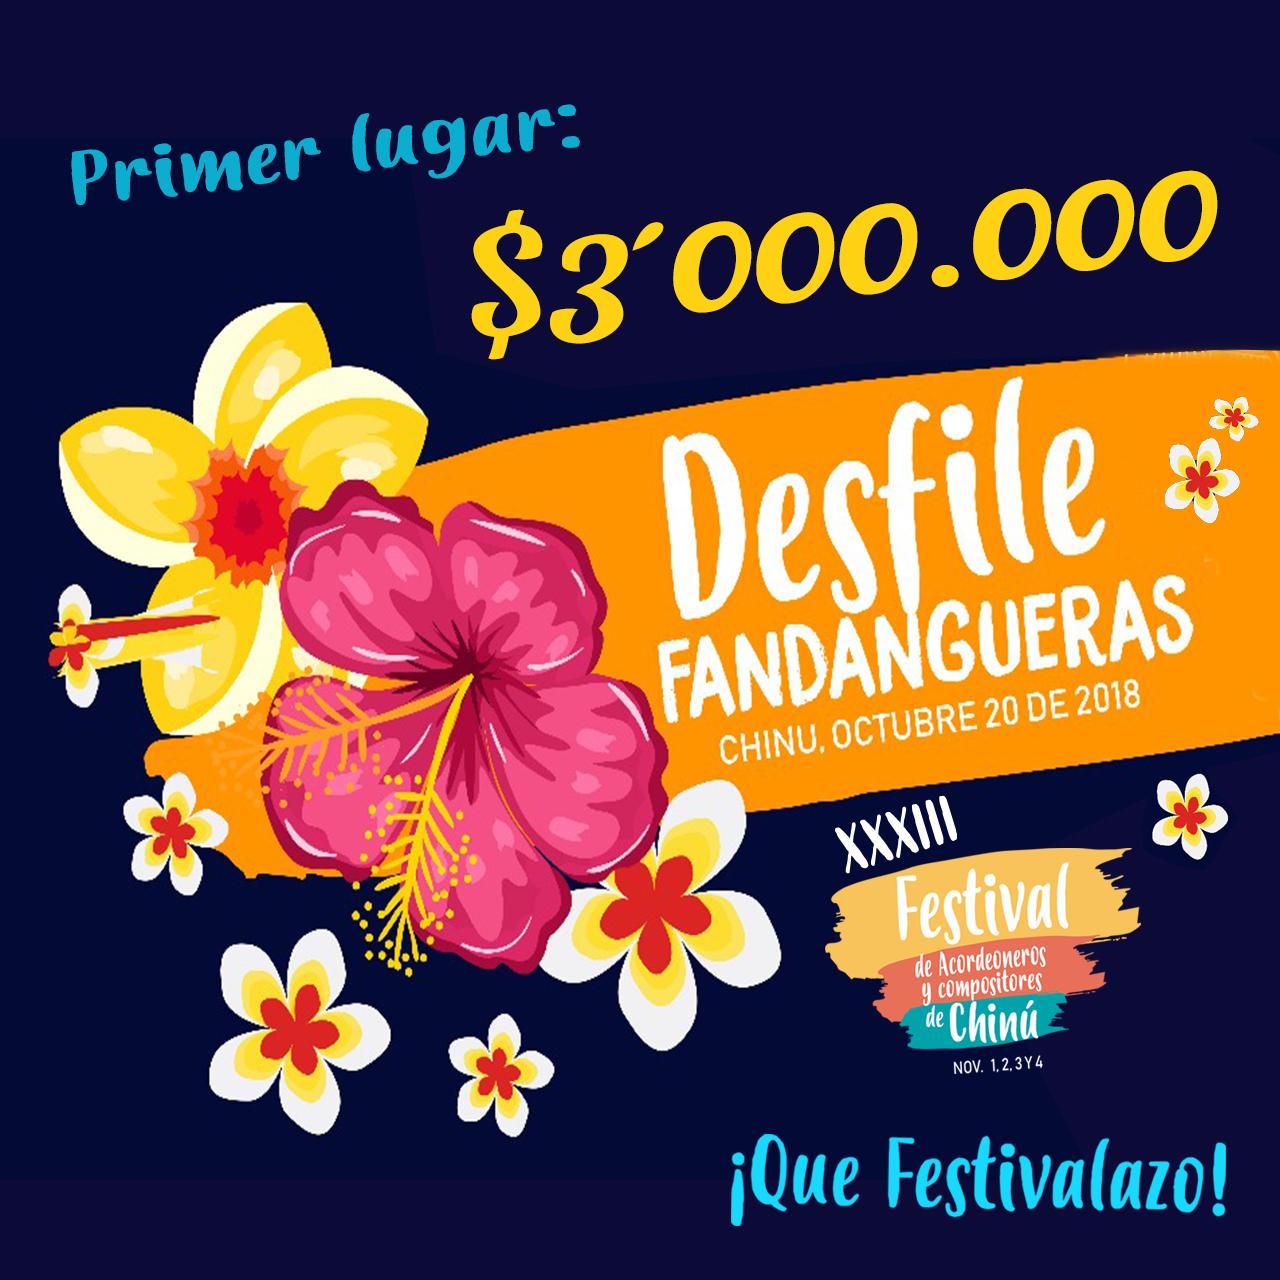 Primer lugar:
$3´000.000
Desfile
FANDANGUERAS
CHINU, OCTUBRE 20 DE 2018
XXXIII
Festival
de Acordeoneros
y compositores
de Chinú
NOV. 1, 2, 3 Y 4
¡Que Festivalazo!